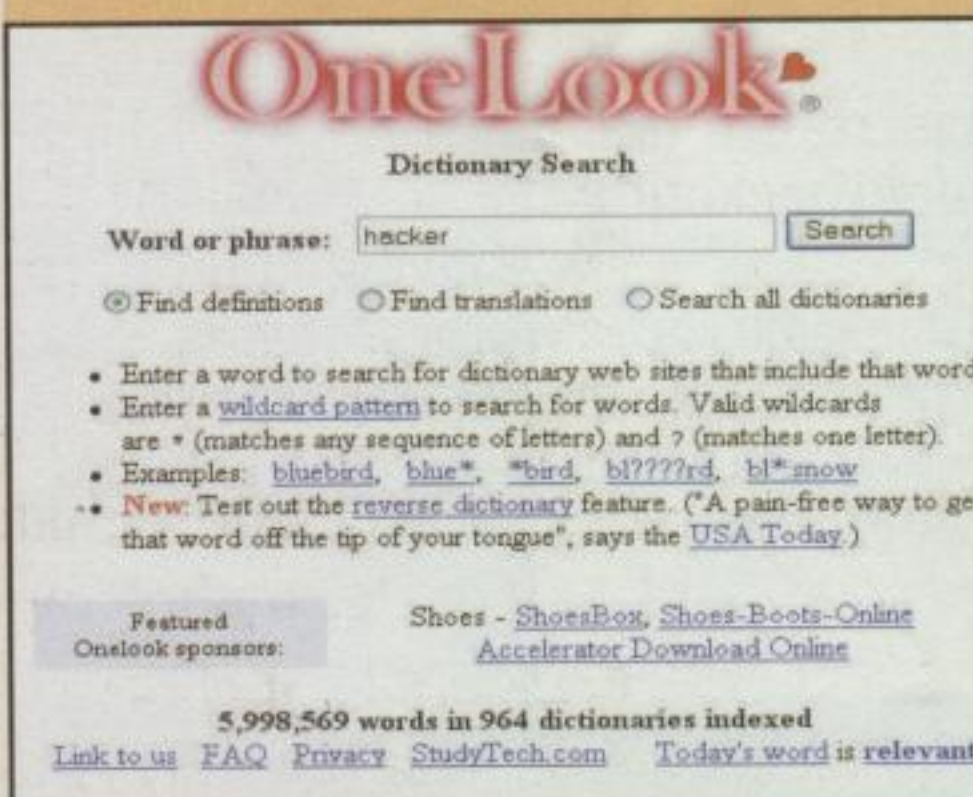 OneLook®
Dictionary Search
Word or phrase: hacker Search
Find definitions Find translations Search all dictionaries
• Enter a word to search for dictionary web sites that include that word
• Enter a wildcard pattern to search for words. Valid wildcards
are * (matches any sequence of letters) and ? (matches one letter).
• Examples: bluebird, blue*, *bird, bl????rd, bl*:snow
• New: Test out the reverse dictionary feature. ("A pain-free way to ge
that word off the tip of your tongue", says the USA Today.)
Featured
Onelook sponsors:
Shoes - ShoesBox, Shoes-Boots-Online
Accelerator Download Online
5,998,569 words in 964 dictionaries indexed
Link to us FAQ Privacy StudyTech.com Today's word is relevant